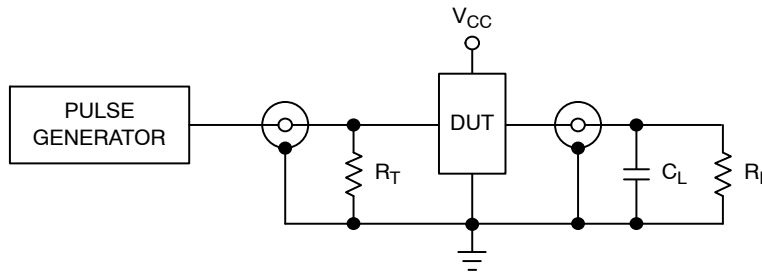 VCC
PULSE
GENERATOR
DUT
RT
CL
R